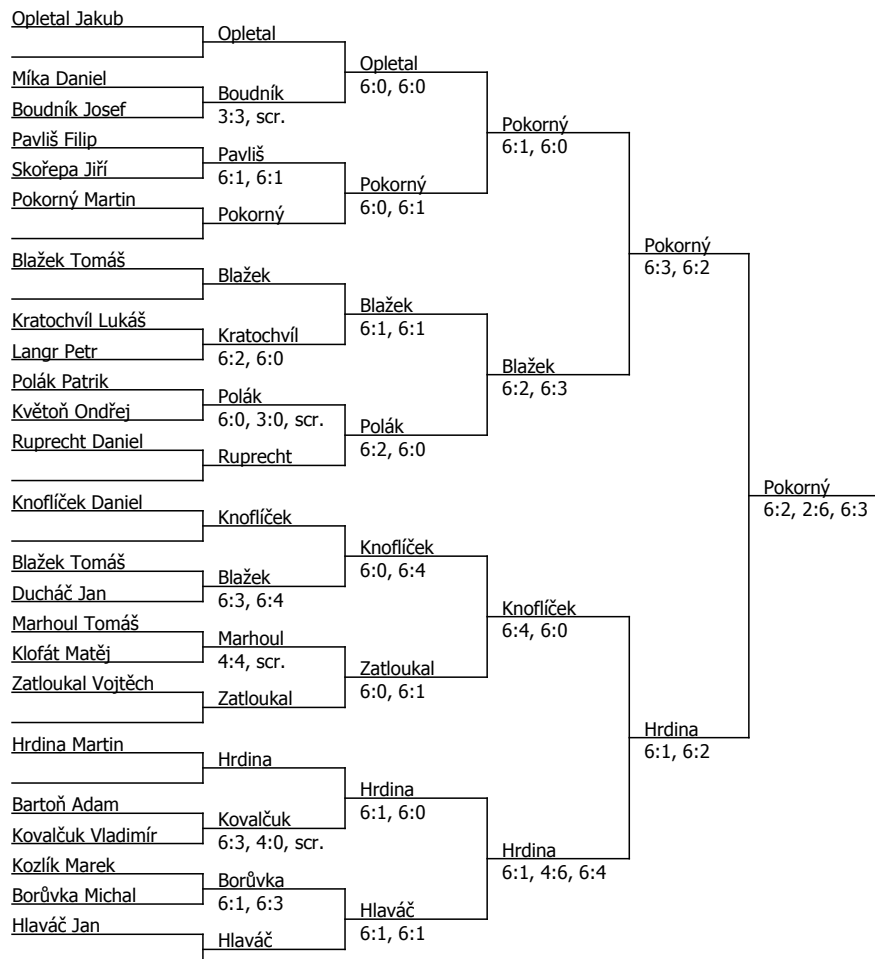 Opletal Jakub
Míka Daniel
Boudník Josef
Pavliš Filip
Skořepa Jiří
Pokorný Martin
Blažek Tomáš
Kratochvíl Lukáš
Langr Petr
Polák Patrik
Květoň Ondřej
Ruprecht Daniel
Knoflíček Daniel
Blažek Tomáš
Ducháč Jan
Marhoul Tomáš
Klofát Matěj
Zatloukal Vojtěch
Hrdina Martin
Bartoň Adam
Kovalčuk Vladimír
Kozlík Marek
Borůvka Michal
Hlaváč Jan
Opletal
Boudník
3:3, scr.
Pavliš
6:1, 6:1
Pokorný
Blažek
Kratochvíl
6:2, 6:0
Polák
6:0, 3:0, scr.
Ruprecht
Knoflíček
Blažek
6:3, 6:4
Marhoul
4:4, scr.
Zatloukal
Hrdina
Kovalčuk
6:3, 4:0, scr.
Borůvka
6:1, 6:3
Hlaváč
Opletal
6:0, 6:0
Pokorný
6:0, 6:1
Blažek
6:1, 6:1
Polák
6:2, 6:0
Knoflíček
6:0, 6:4
Zatloukal
6:0, 6:1
Hrdina
6:1, 6:0
Hlaváč
6:1, 6:1
Pokorný
6:1, 6:0
Blažek
6:2, 6:3
Knoflíček
6:4, 6:0
Hrdina
6:1, 4:6, 6:4
Pokorný
6:3, 6:2
Hrdina
6:1, 6:2
Pokorný
6:2, 2:6, 6:3